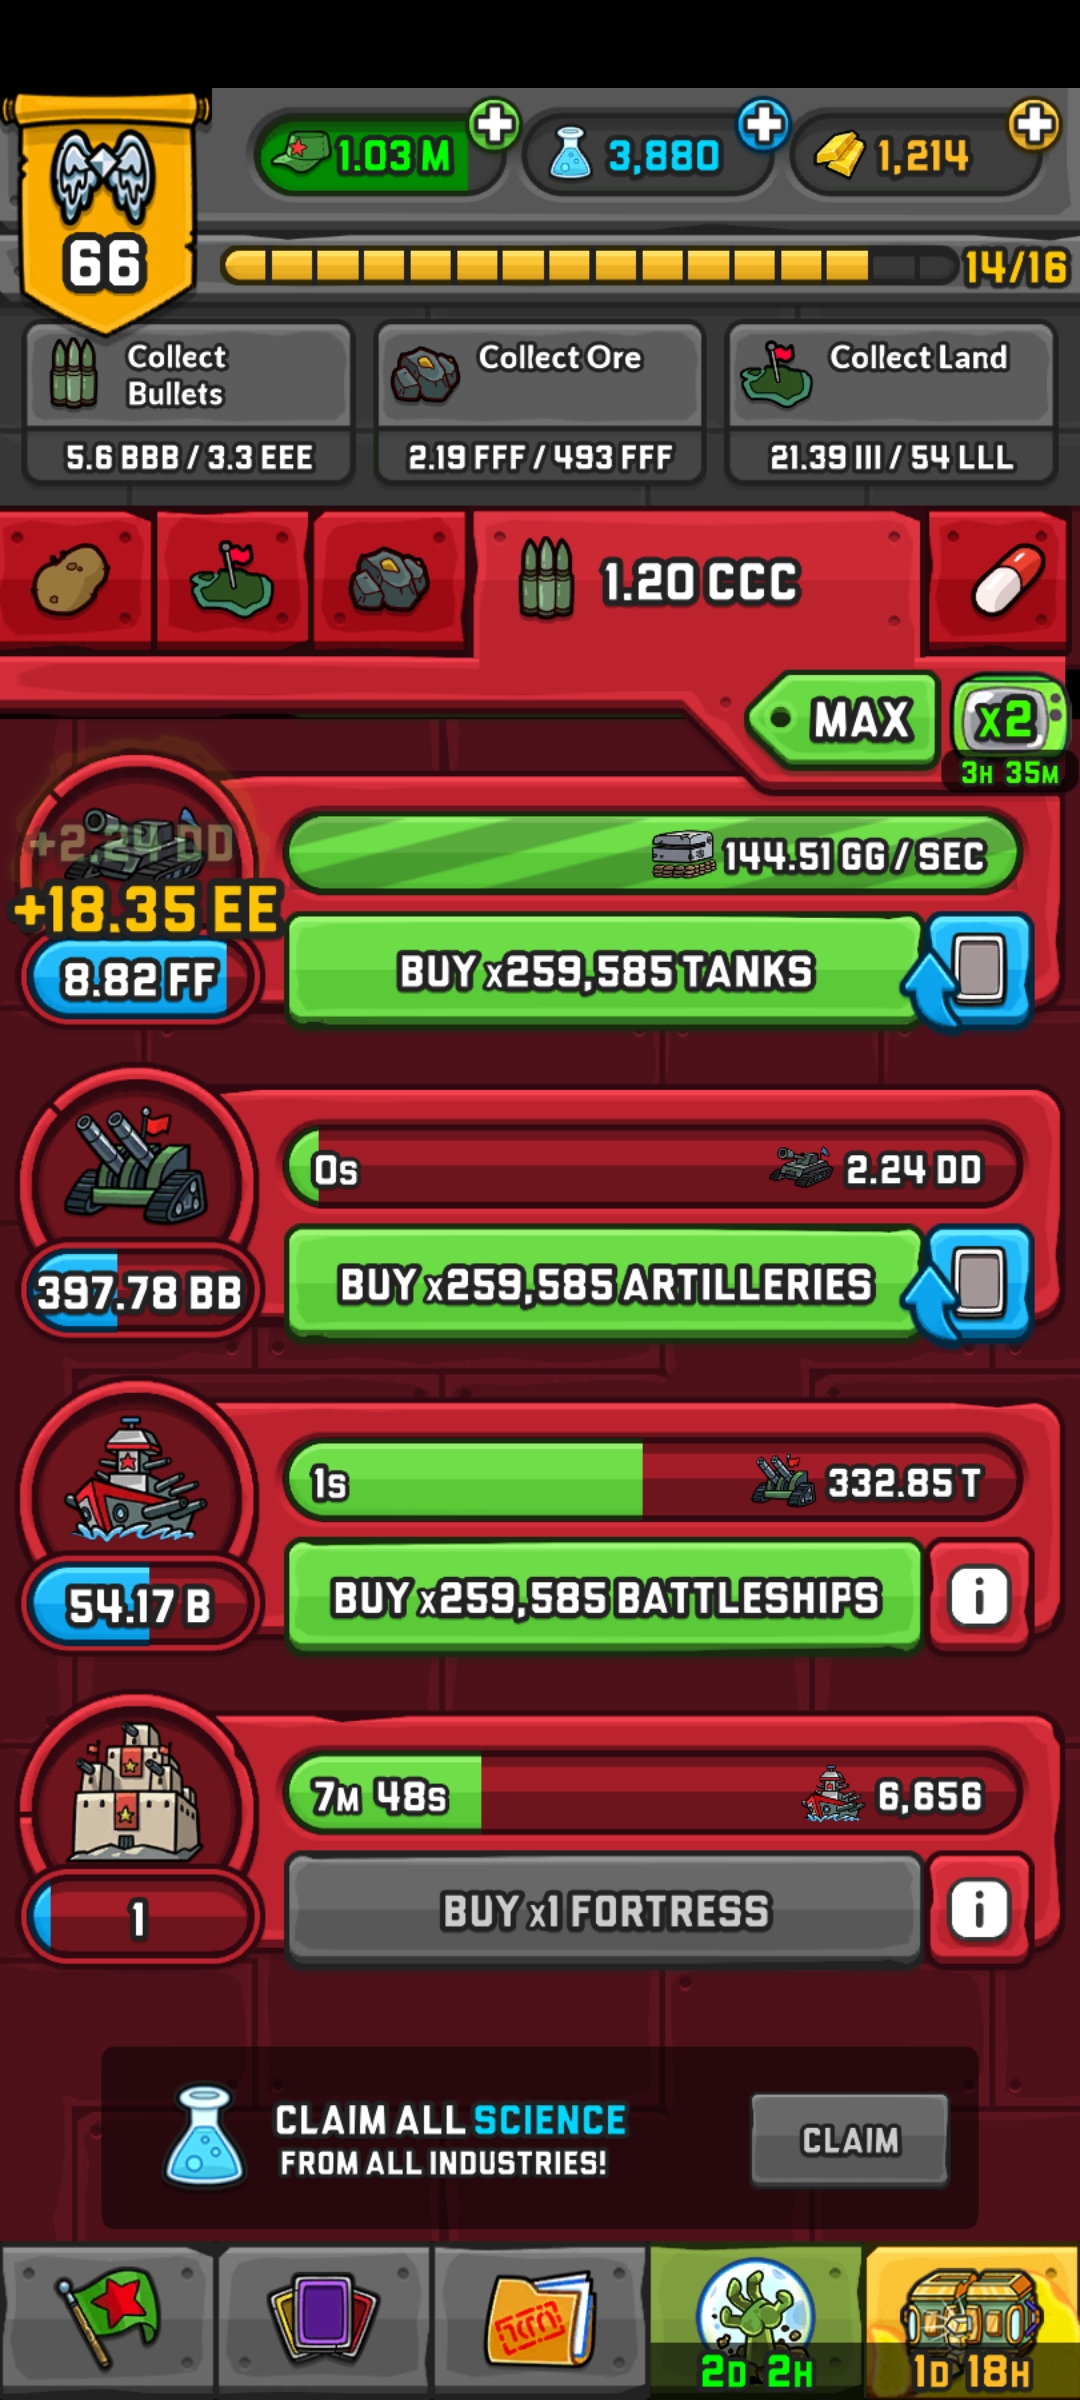 66
1.03 M
3,880
1,214
14/16
Collect
Bullets
5.6 BBB / 3.3 EEE
Collect Ore
2.19 FFF / 493 FFF
Collect Land
21.39 III / 54 LLL
1.20 CCC
MAX
x2
3H 35M
+2.24 DD
+18.35 EE
8.82 FF
144.51 GG / SEC
BUY x259,585 TANKS
0s
2.24 DD
397.78 BB
BUY x259,585 ARTILLERIES
1s
332.85 T
54.17 B
BUY x259,585 BATTLESHIPS
i
7M 48s
6,656
1
BUY x1 FORTRESS
i
CLAIM ALL SCIENCE
FROM ALL INDUSTRIES!
CLAIM
2D 2H
1D 18H